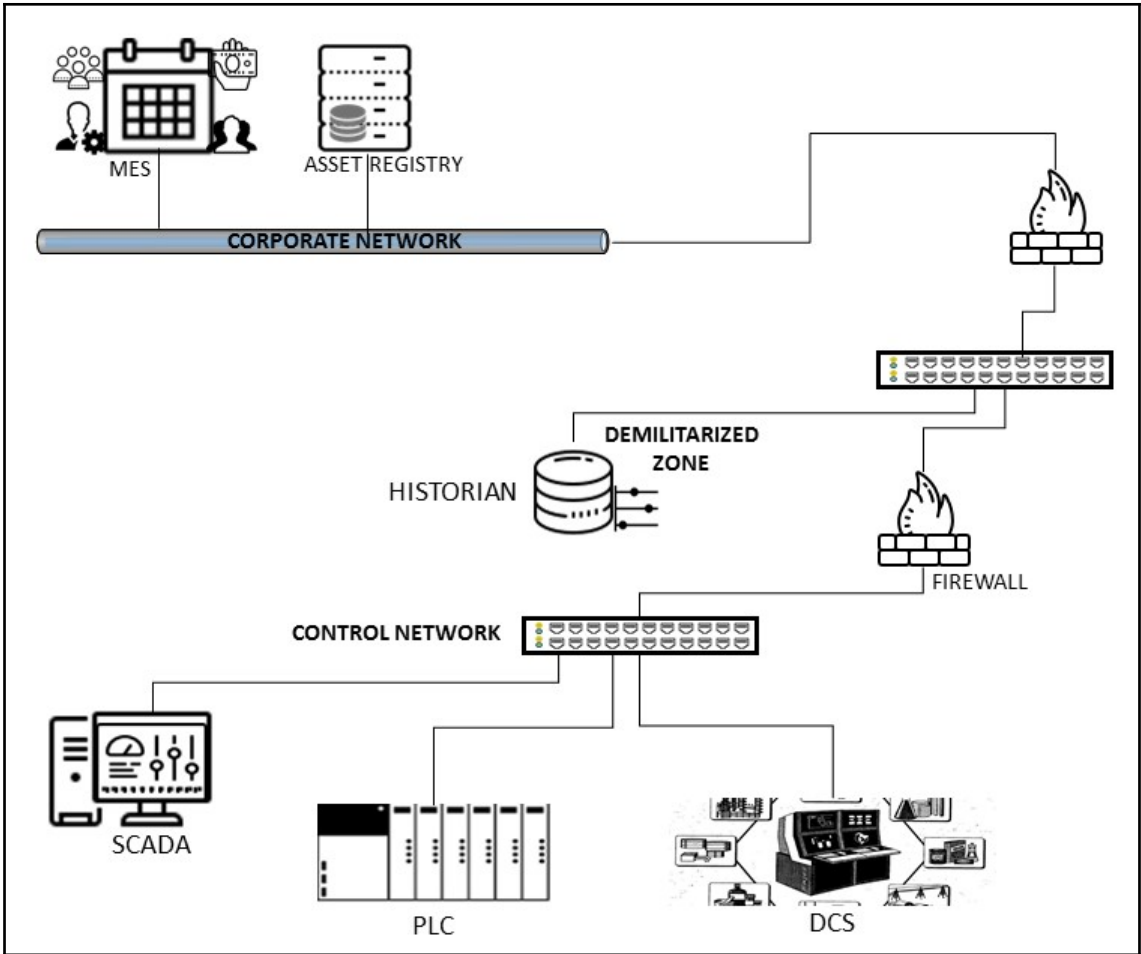 MES
ASSET REGISTRY
CORPORATE NETWORK
DEMILITARIZED
ZONE
HISTORIAN
FIREWALL
CONTROL NETWORK
SCADA
PLC
DCS